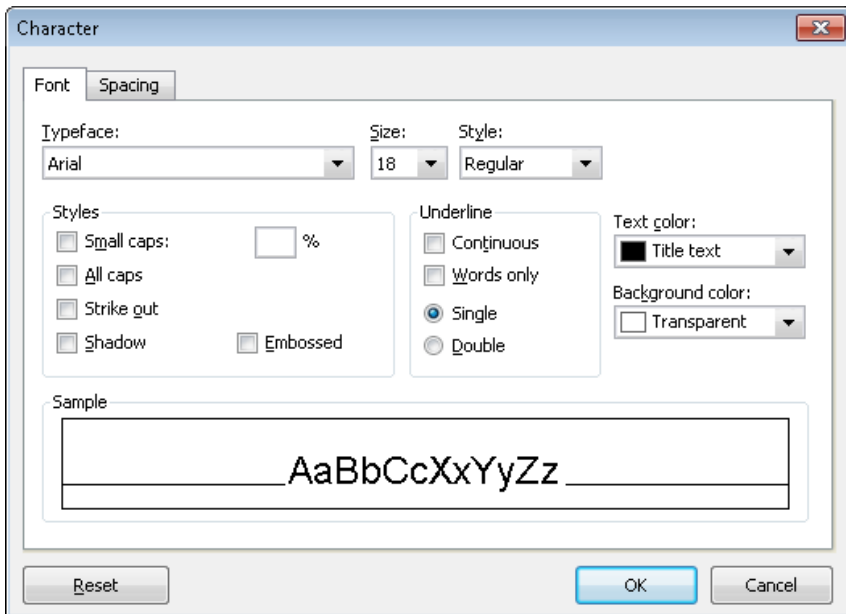 Character
Font Spacing
Typeface: Size: Style:
Arial 18 Regular
Styles Underline Text color:
Small caps: % Continuous Title text
All caps Words only
Background color:
Strike out Single Transparent
Shadow Embossed Double
Sample
AaBbCcXxYyZz
Reset OK Cancel